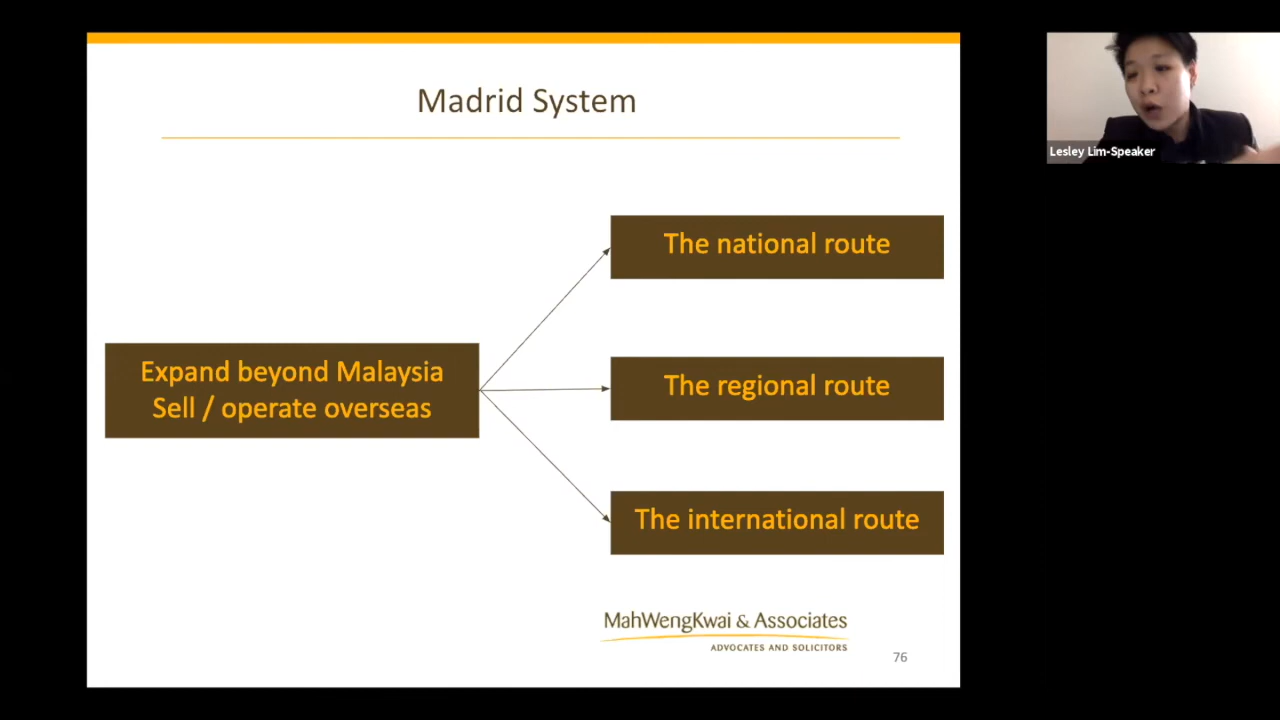 Madrid System
Lesley Lim-Speaker
The national route
Expand beyond Malaysia
Sell / operate overseas
The regional route
The international route
MahWengKwai & Associates
ADVOCATES AND SOLICITORS
76